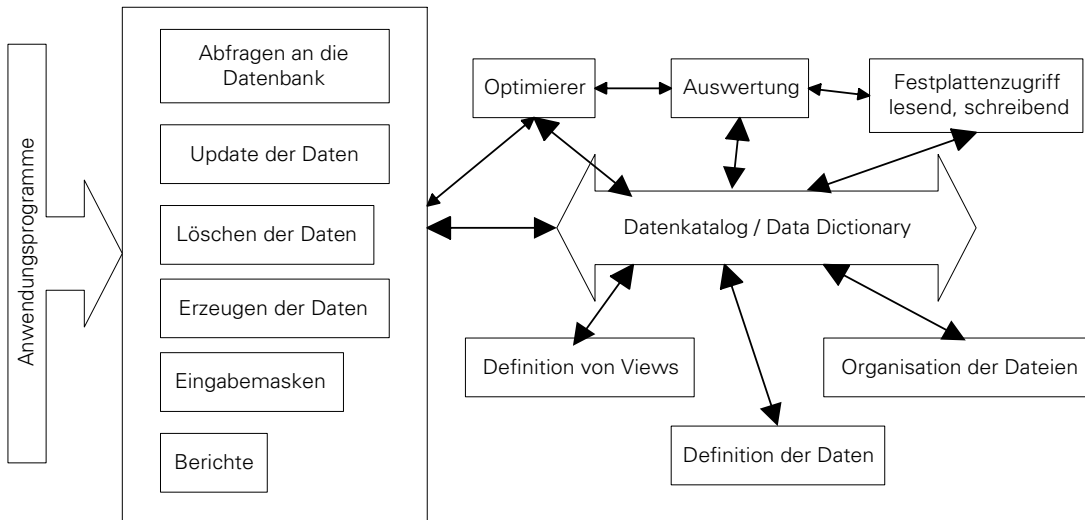 Anwendungsprogramme
Abfragen an die
Datenbank
Update der Daten
Löschen der Daten
Erzeugen der Daten
Eingabemasken
Berichte
Optimierer
Auswertung
Festplattenzugriff
lesend, schreibend
Datenkatalog / Data Dictionary
Definition von Views
Organisation der Dateien
Definition der Daten